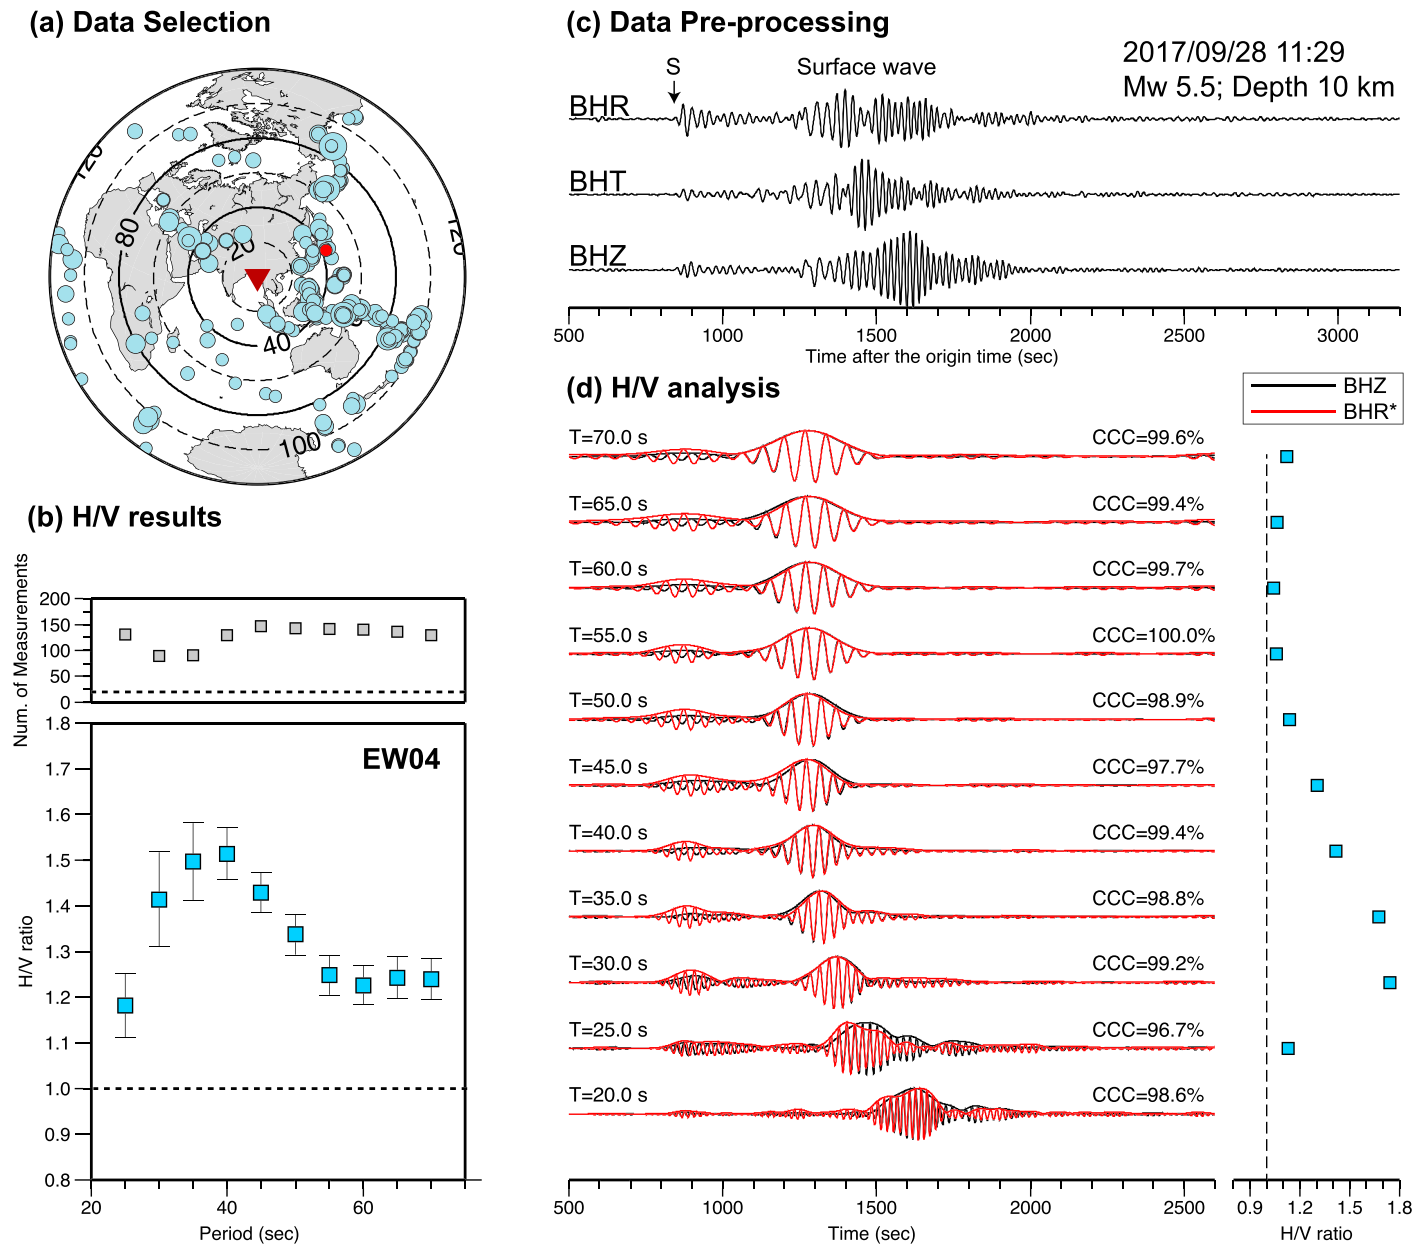 (a) Data Selection
120
120
80
20
40
100
(b) H/V results
Num. of Measurements
200
150
100
50
0
1.8
1.7
1.6
1.5
1.4
1.3
1.2
1.1
1.0
0.9
0.8
H/V ratio
EW04
20
30
40
50
60
70
Period (sec)
(c) Data Pre-processing
2017/09/28 11:29
Mw 5.5; Depth 10 km
S
Surface wave
BHR
BHT
BHZ
500
1000
1500
2000
2500
3000
Time after the origin time (sec)
(d) H/V analysis
BHZ
BHR*
T=70.0 s CCC=99.6%
T=65.0 s CCC=99.4%
T=60.0 s CCC=99.7%
T=55.0 s CCC=100.0%
T=50.0 s CCC=98.9%
T=45.0 s CCC=97.7%
T=40.0 s CCC=99.4%
T=35.0 s CCC=98.8%
T=30.0 s CCC=99.2%
T=25.0 s CCC=96.7%
T=20.0 s CCC=98.6%
500
1000
1500
2000
2500
Time (sec)
0.9
1.2
1.5
1.8
H/V ratio